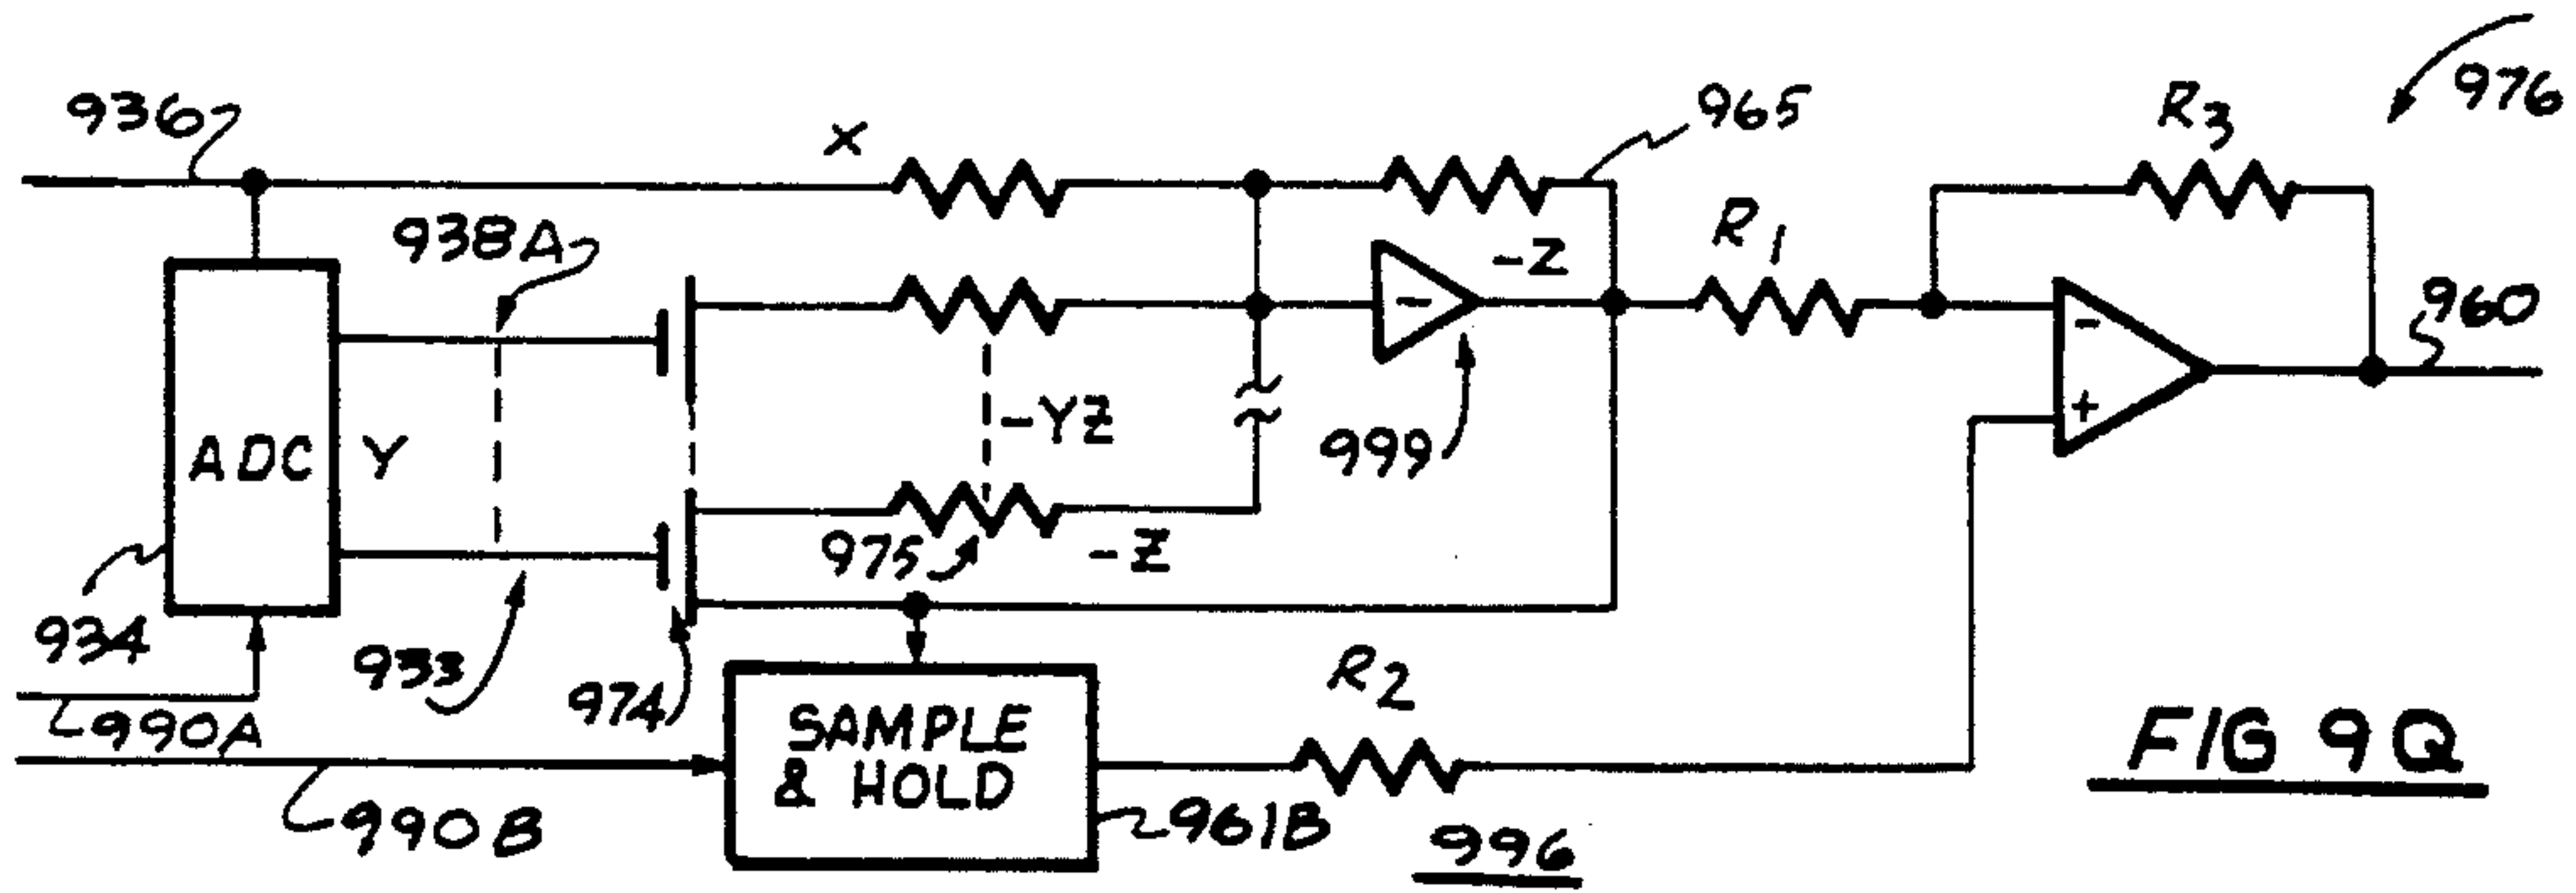 936
X
965
R3
976
938A
R1
-Z
-
-
960
ADC
Y
-YZ
999
+
975
-Z
934
933
974
R2
990A
SAMPLE
& HOLD
990B
961B
996
FIG 9Q